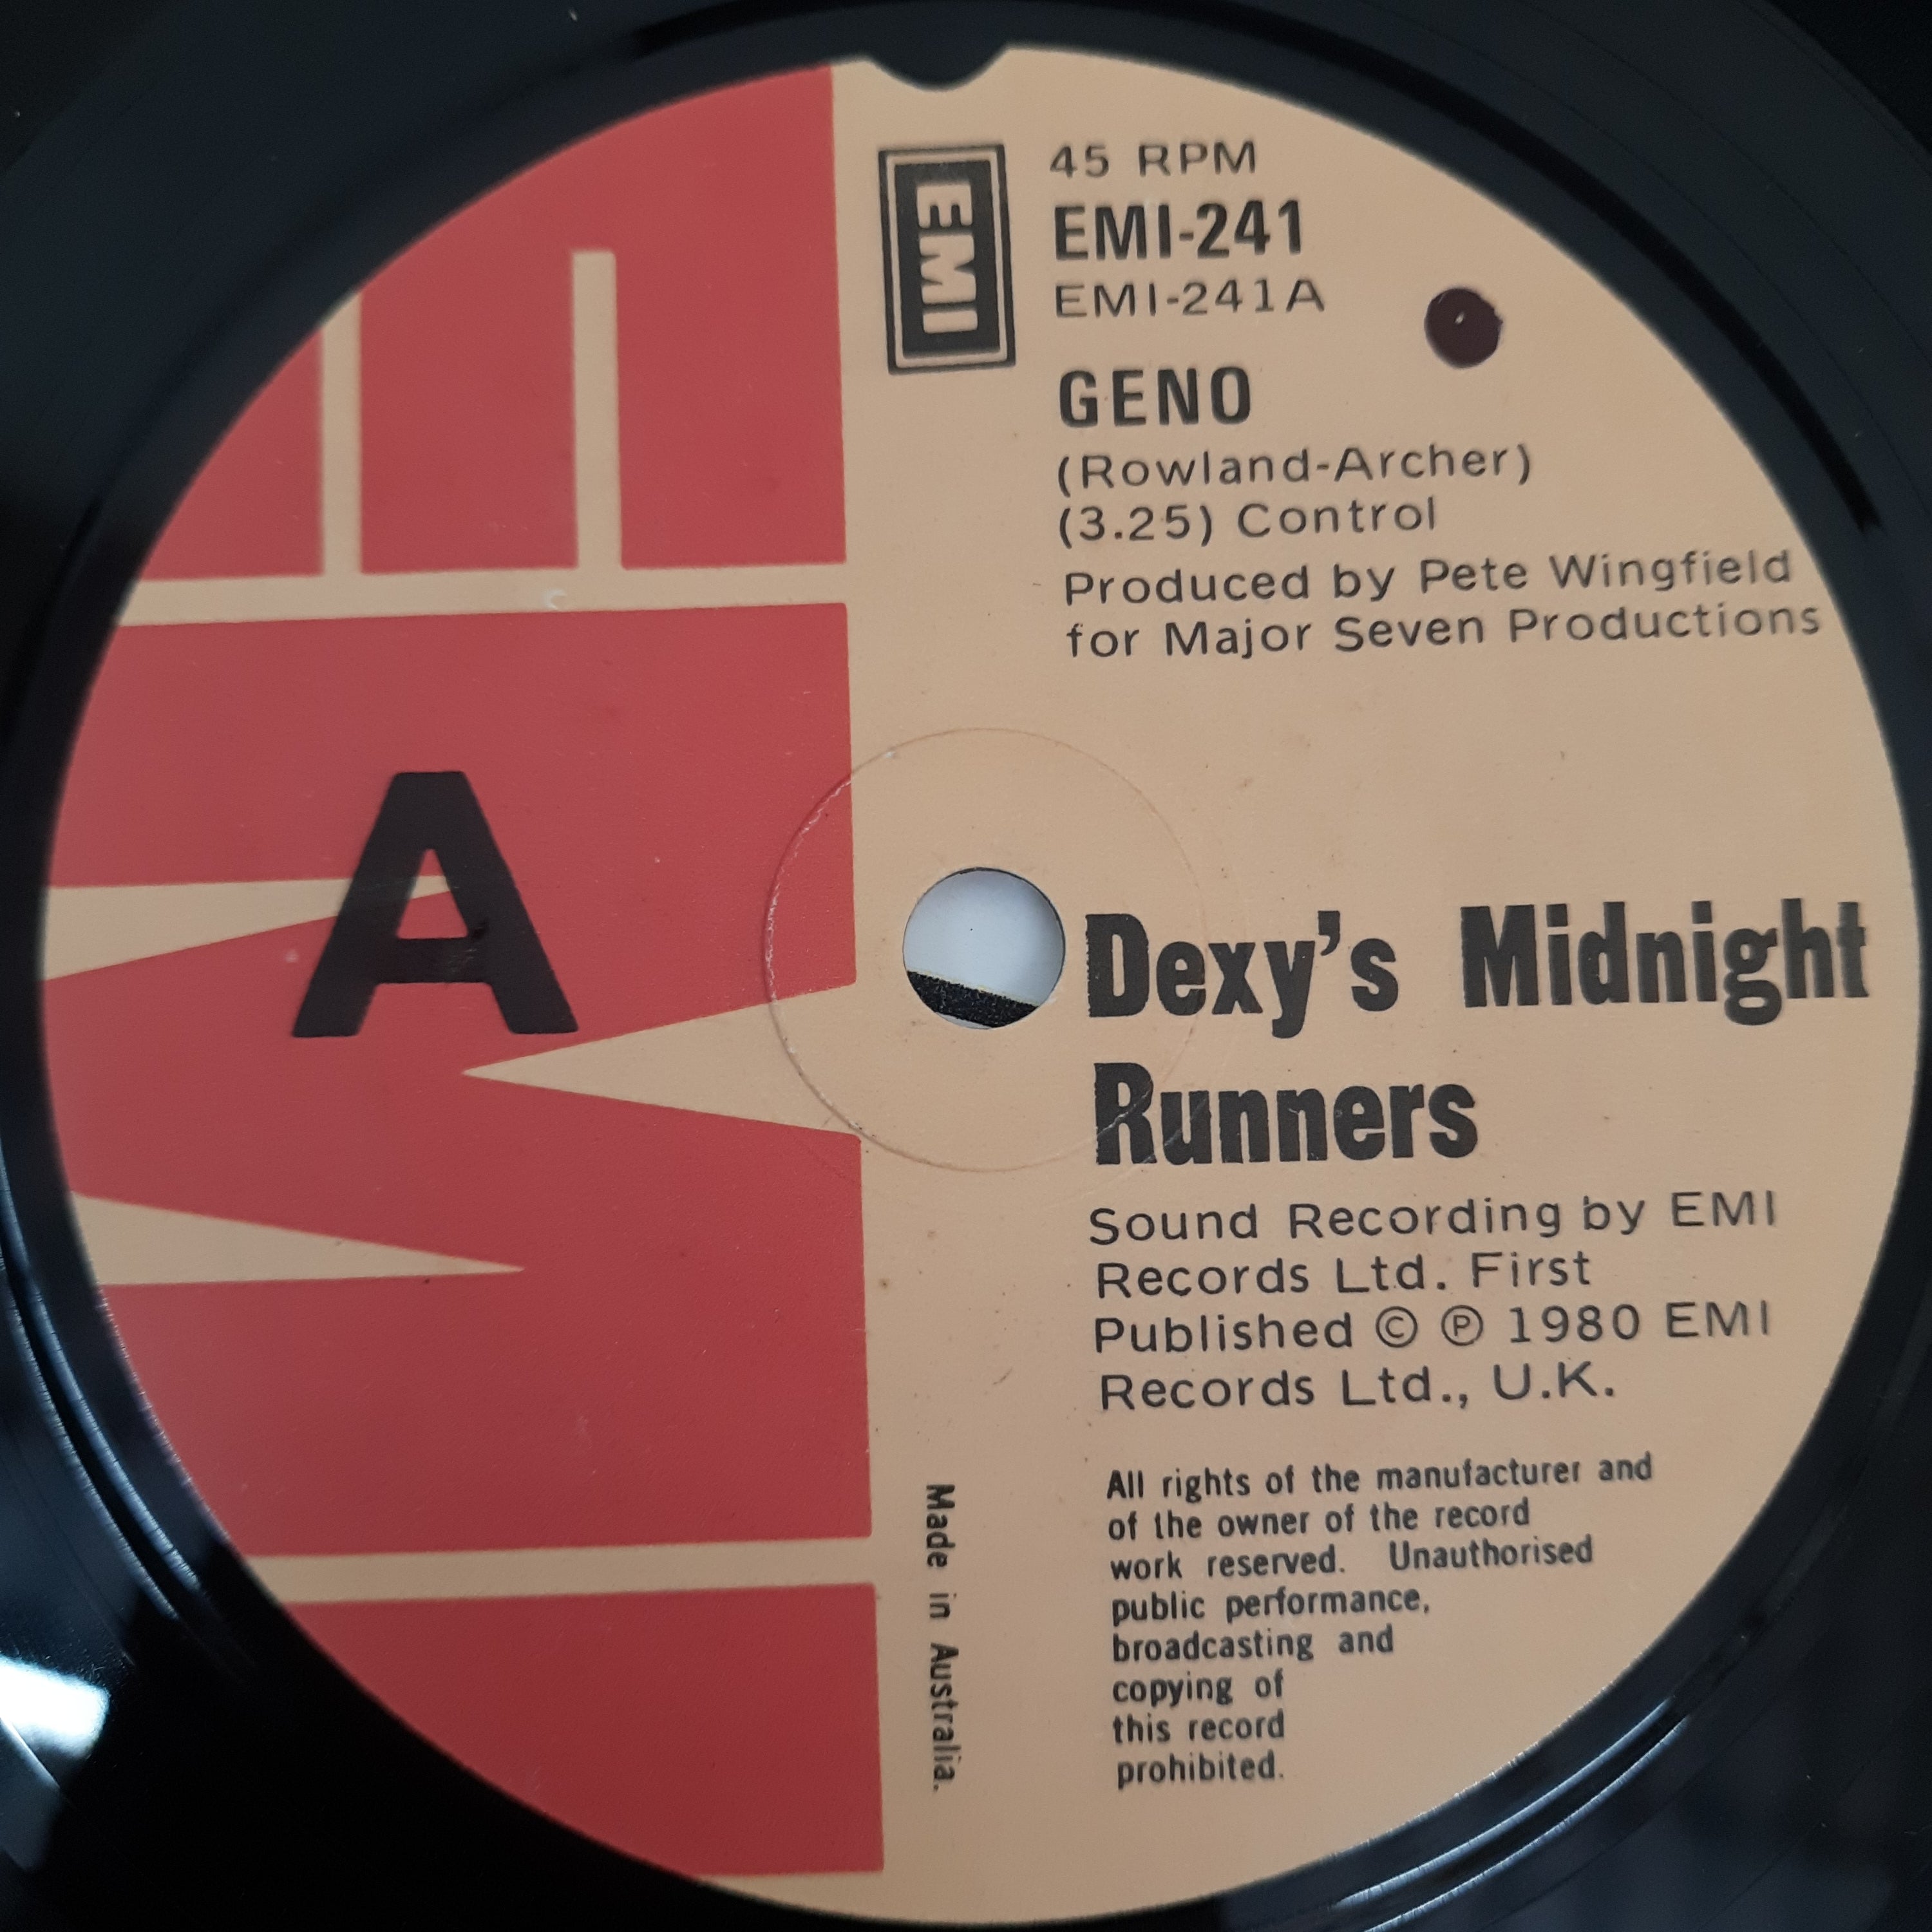 EMI
45 RPM
EMI-241
EMI-241A
GENO
(Rowland-Archer)
(3.25) Control
Produced by Pete Wingfield
for Major Seven Productions
A
Dexy's Midnight
Runners
Sound Recording by EMI
Records Ltd. First
Published © ℗ 1980 EMI
Records Ltd., U.K.
All rights of the manufacturer and
of the owner of the record
work reserved. Unauthorised
public performance,
broadcasting and
copying of
this record
prohibited.
Made in Australia.